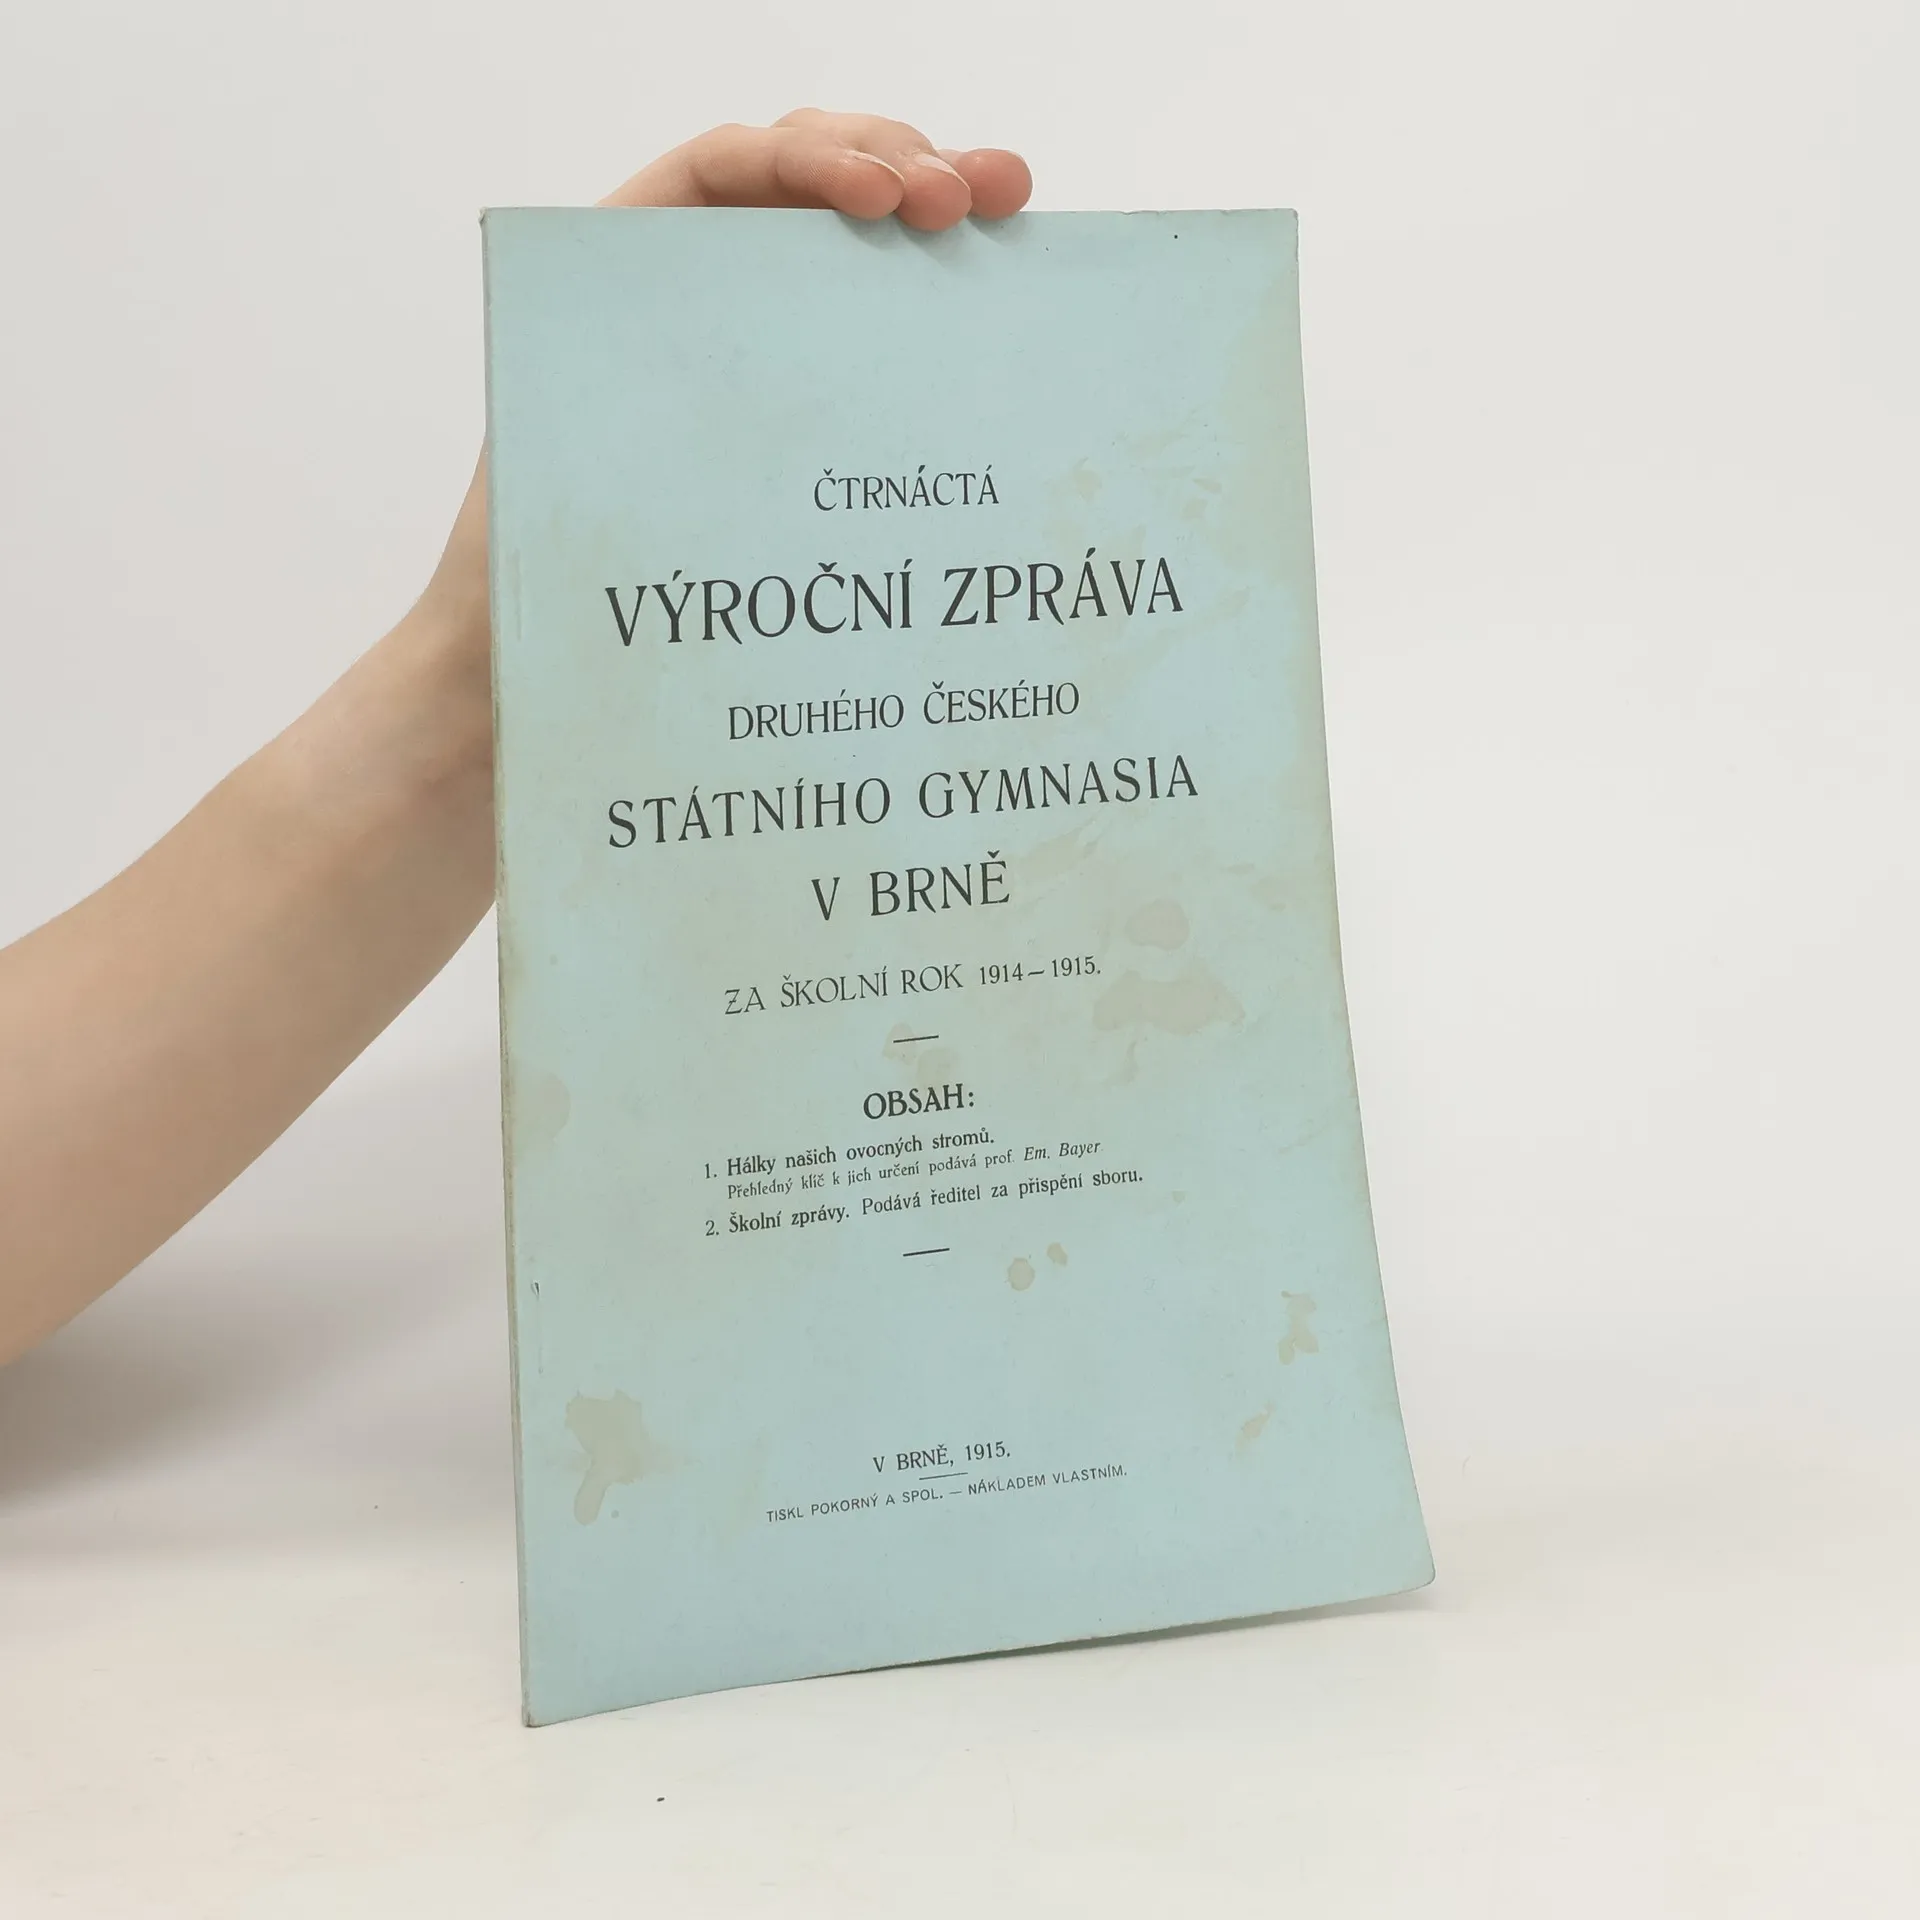 ČTRNÁCTÁ
VÝROČNÍ ZPRÁVA
DRUHÉHO ČESKÉHO
STÁTNÍHO GYMNASIA
V BRNĚ
ZA ŠKOLNÍ ROK 1914–1915.
OBSAH:
1. Hálky našich ovocných stromů.
Přehledný klíč k jich určení podává prof. Em. Bayer.
2. Školní zprávy. Podává ředitel za přispění sboru.
V BRNĚ, 1915.
TISKL POKORNÝ A SPOL. — NÁKLADEM VLASTNÍM.